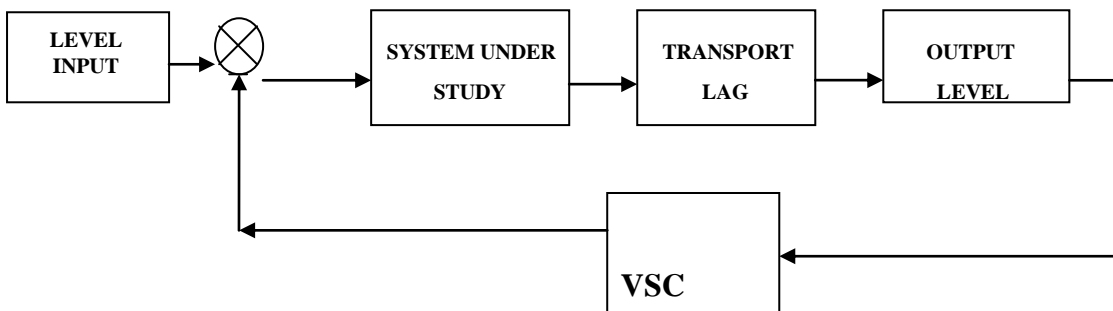 LEVEL
INPUT
SYSTEM UNDER
STUDY
TRANSPORT
LAG
OUTPUT
LEVEL
VSC